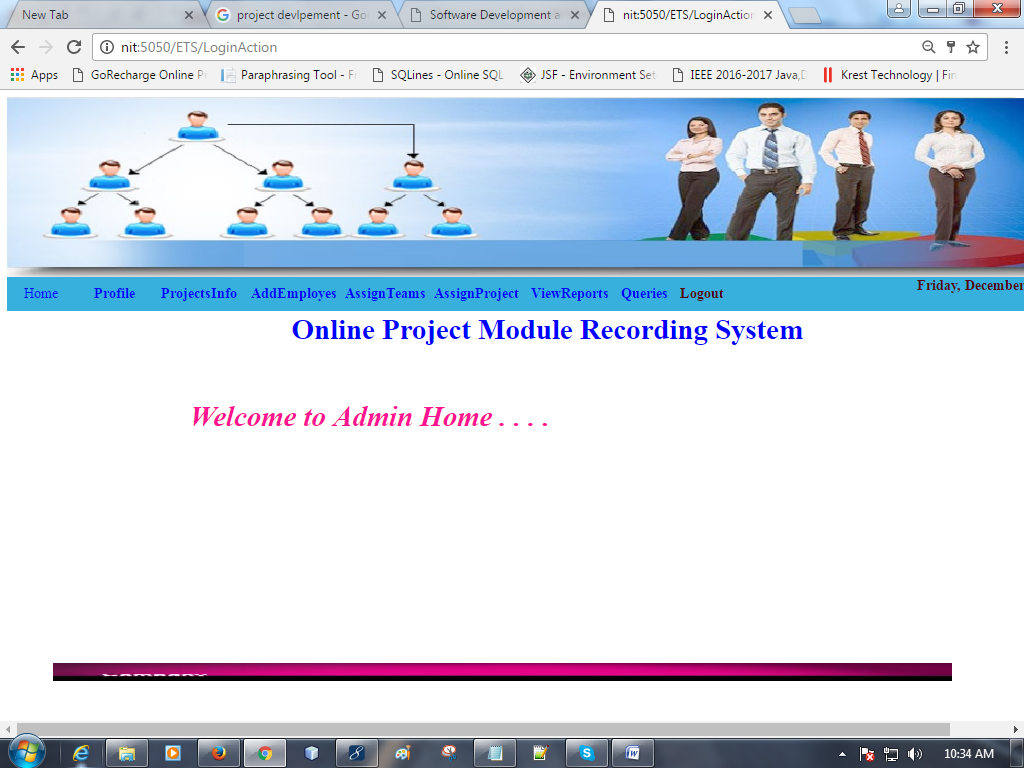 New Tab
project devlpement - Go
Software Development a
nit:5050/ETS/LoginAction
nit:5050/ETS/LoginAction
Apps
GoRecharge Online P
Paraphrasing Tool - F
SQLines - Online SQL
JSF - Environment Set
IEEE 2016-2017 Java,D
Krest Technology | Fin
Home Profile ProjectsInfo AddEmployes AssignTeams AssignProject ViewReports Queries Logout
Friday, December
Online Project Module Recording System
Welcome to Admin Home . . . .
10:34 AM